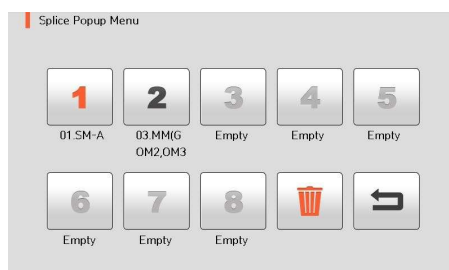 Splice Popup Menu
1 2 3 4 5
01.SM-A 03.MM(G Empty Empty Empty
OM2,OM3
6 7 8
Empty Empty Empty